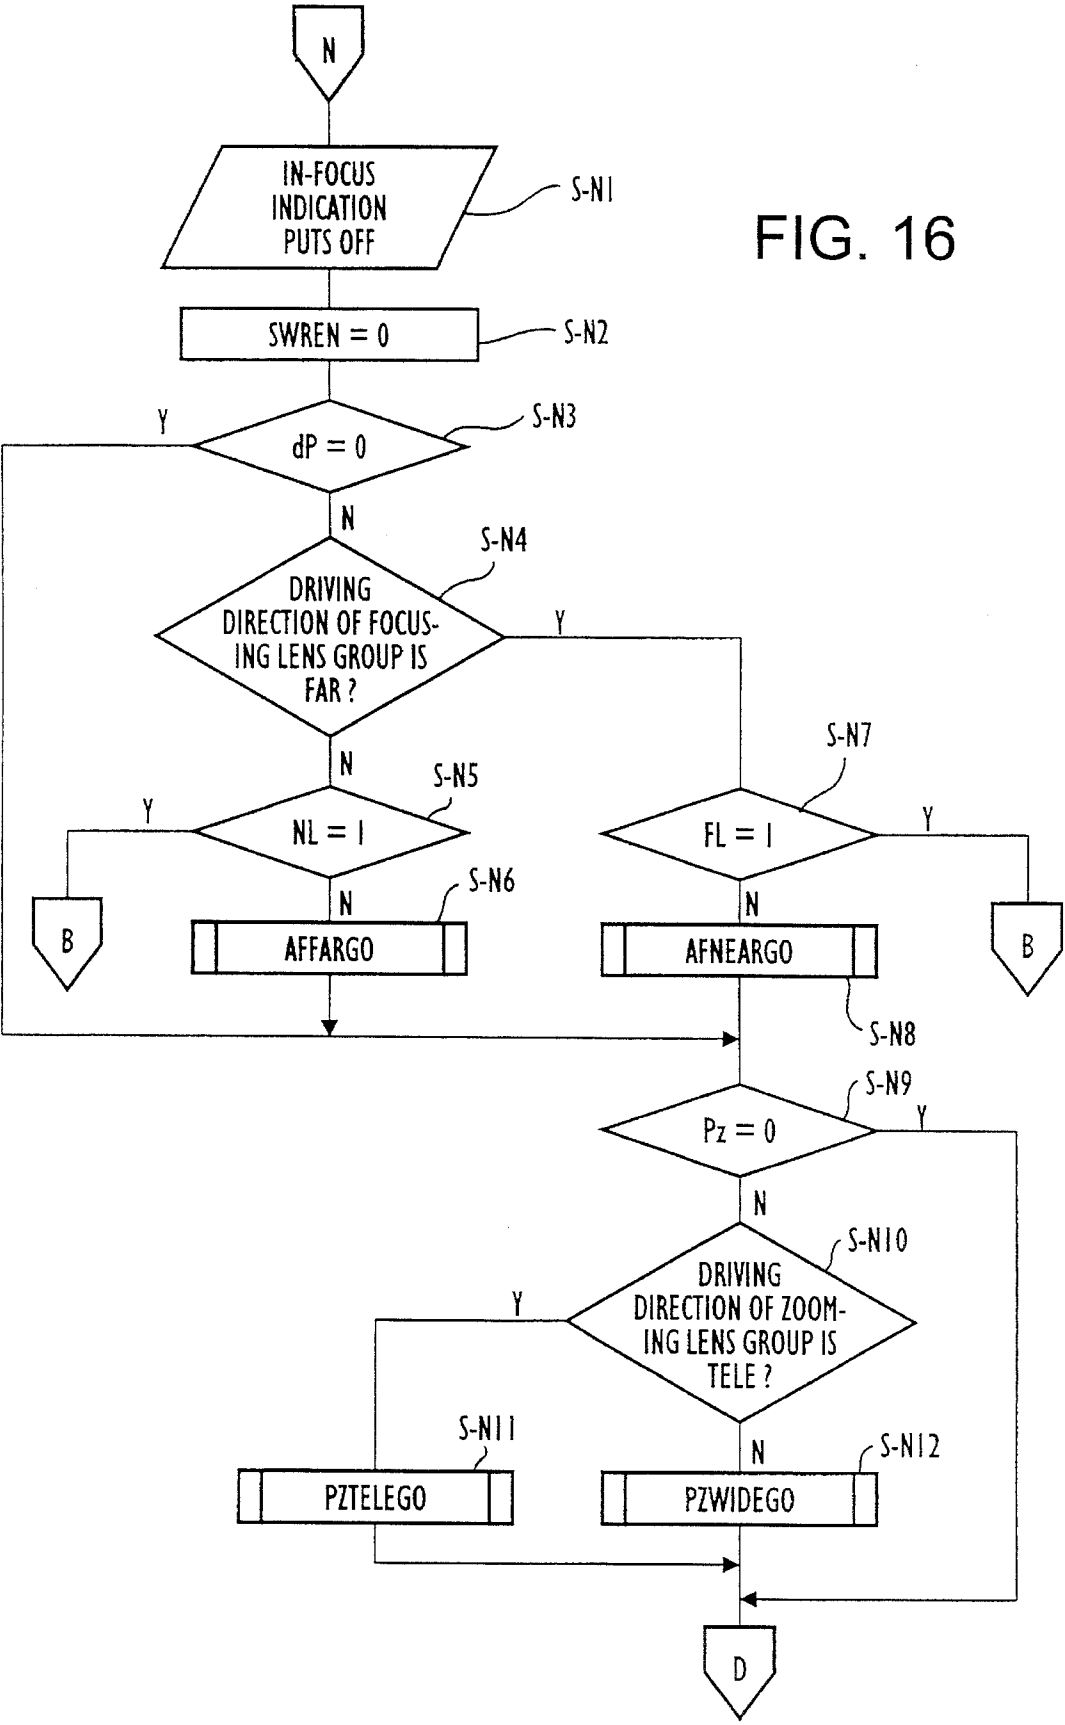 N
IN-FOCUS
INDICATION
PUTS OFF
S-N1
FIG. 16
SWREN = 0
S-N2
Y
S-N3
dP = 0
N
S-N4
DRIVING
DIRECTION OF FOCUS-
ING LENS GROUP IS
FAR ?
Y
N
S-N7
S-N5
Y
NL = 1
FL = 1
Y
S-N6
N
N
B
AFFARGO
AFNEARGO
B
S-N8
S-N9
Y
Pz = 0
N
S-N10
DRIVING
DIRECTION OF ZOOM-
ING LENS GROUP IS
TELE ?
Y
S-N11
N
S-N12
PZTELEGO
PZWIDEGO
D